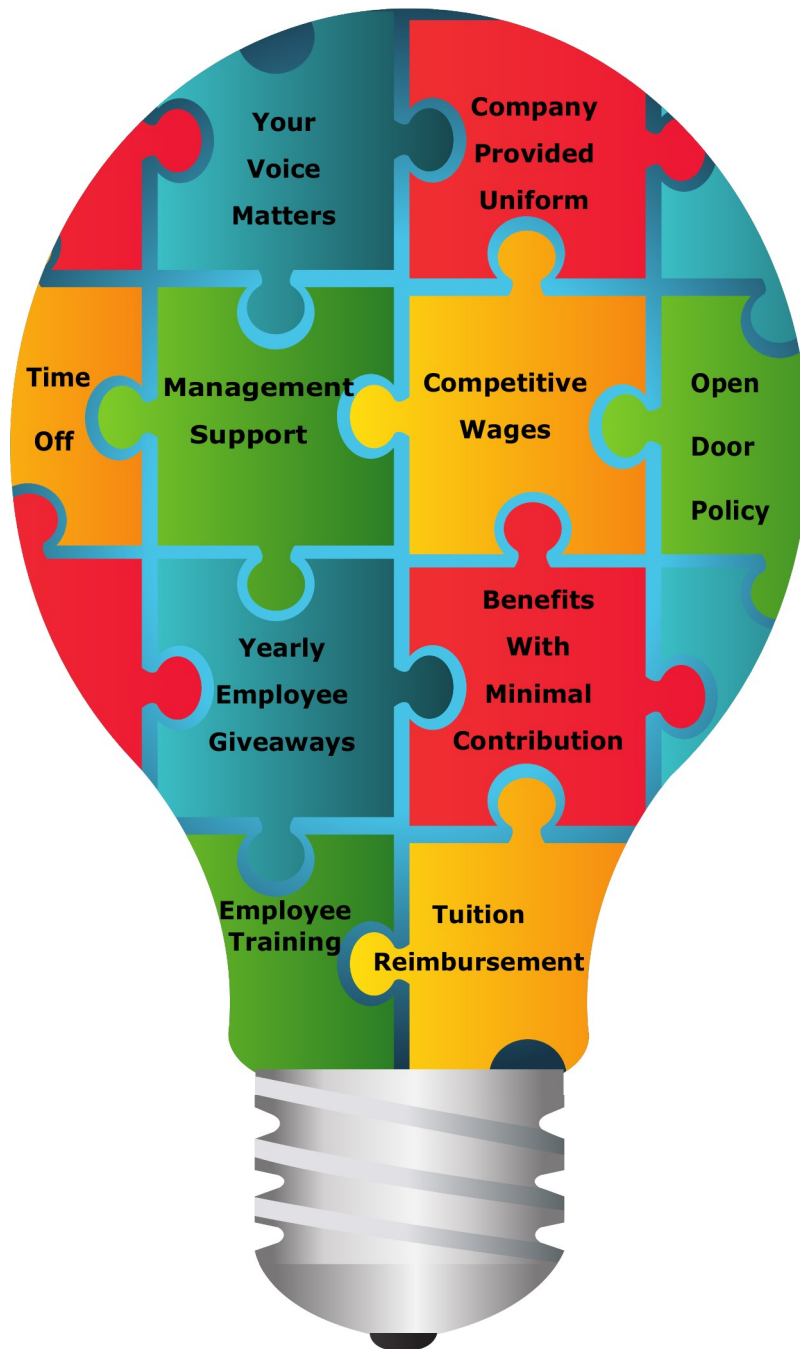 Your
Voice
Matters
Company
Provided
Uniform
Time
Off
Management
Support
Competitive
Wages
Open
Door
Policy
Yearly
Employee
Giveaways
Benefits
With
Minimal
Contribution
Employee
Training
Tuition
Reimbursement